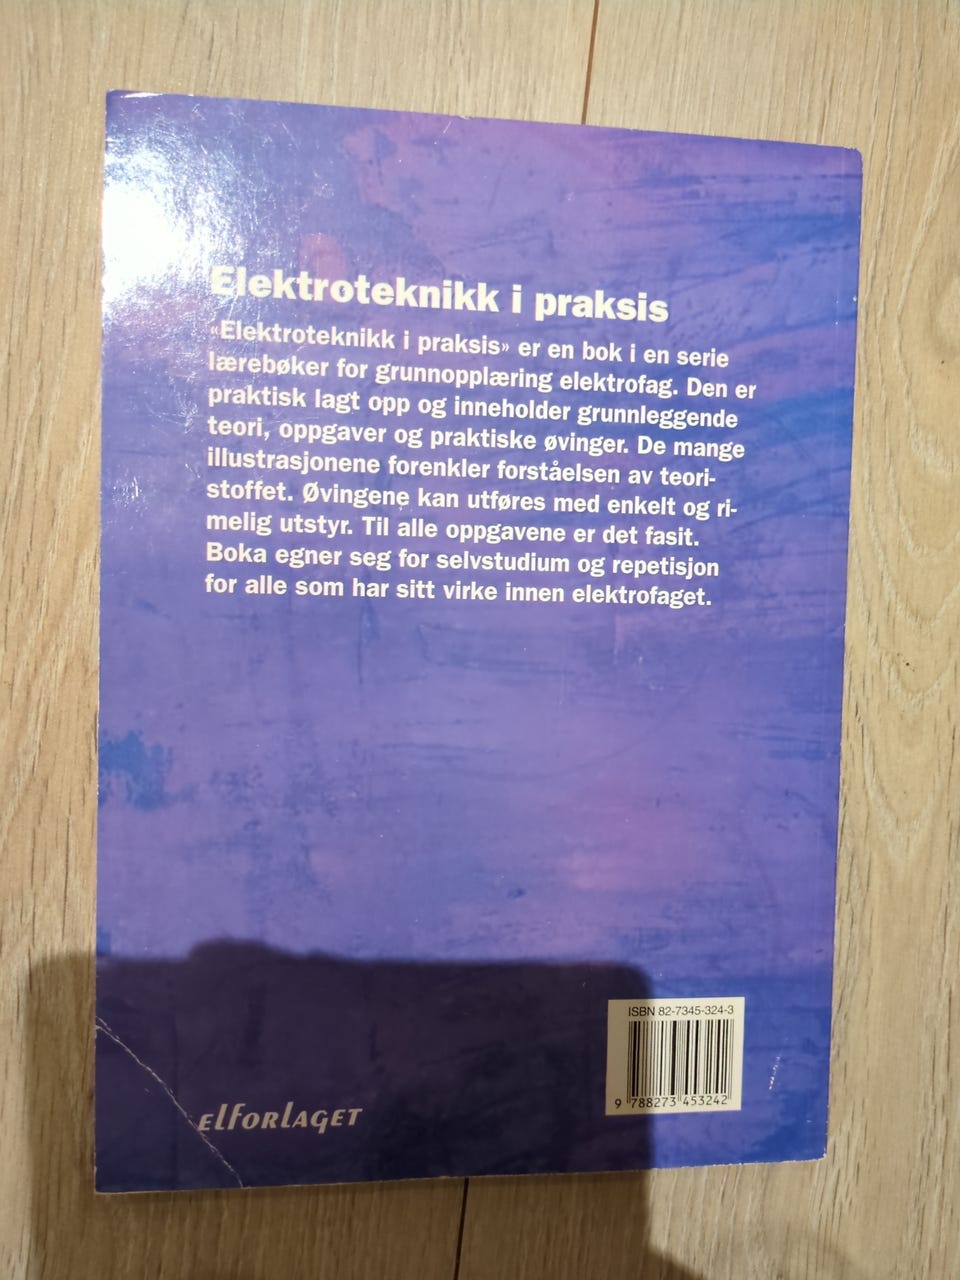 Elektroteknikk i praksis
«Elektroteknikk i praksis» er en bok i en serie
lærebøker for grunnopplæring elektrofag. Den er
praktisk lagt opp og inneholder grunnleggende
teori, oppgaver og praktiske øvinger. De mange
illustrasjonene forenkler forståelsen av teori-
stoffet. Øvingene kan utføres med enkelt og ri-
melig utstyr. Til alle oppgavene er det fasit.
Boka egner seg for selvstudium og repetisjon
for alle som har sitt virke innen elektrofaget.
ISBN 82-7345-324-3
9 788273 453242
elforlaget